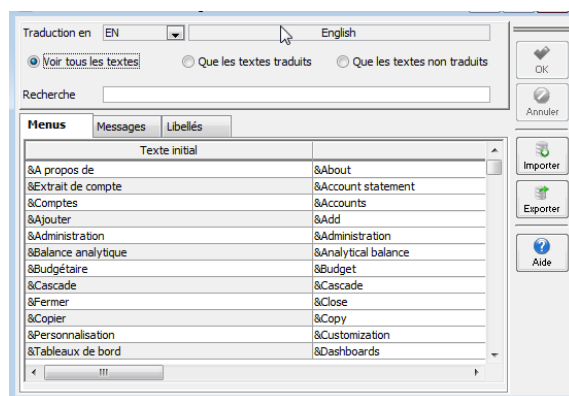 Traduction en EN English
Voir tous les textes Que les textes traduits Que les textes non traduits
Recherche
OK
Annuler
Importer
Exporter
Aide
Menus Messages Libellés
Texte initial
&A propos de &About
&Extrait de compte &Account statement
&Comptes &Accounts
&Ajouter &Add
&Administration &Administration
&Balance analytique &Analytical balance
&Budgétaire &Budget
&Cascade &Cascade
&Fermer &Close
&Copier &Copy
&Personnalisation &Customization
&Tableaux de bord &Dashboards